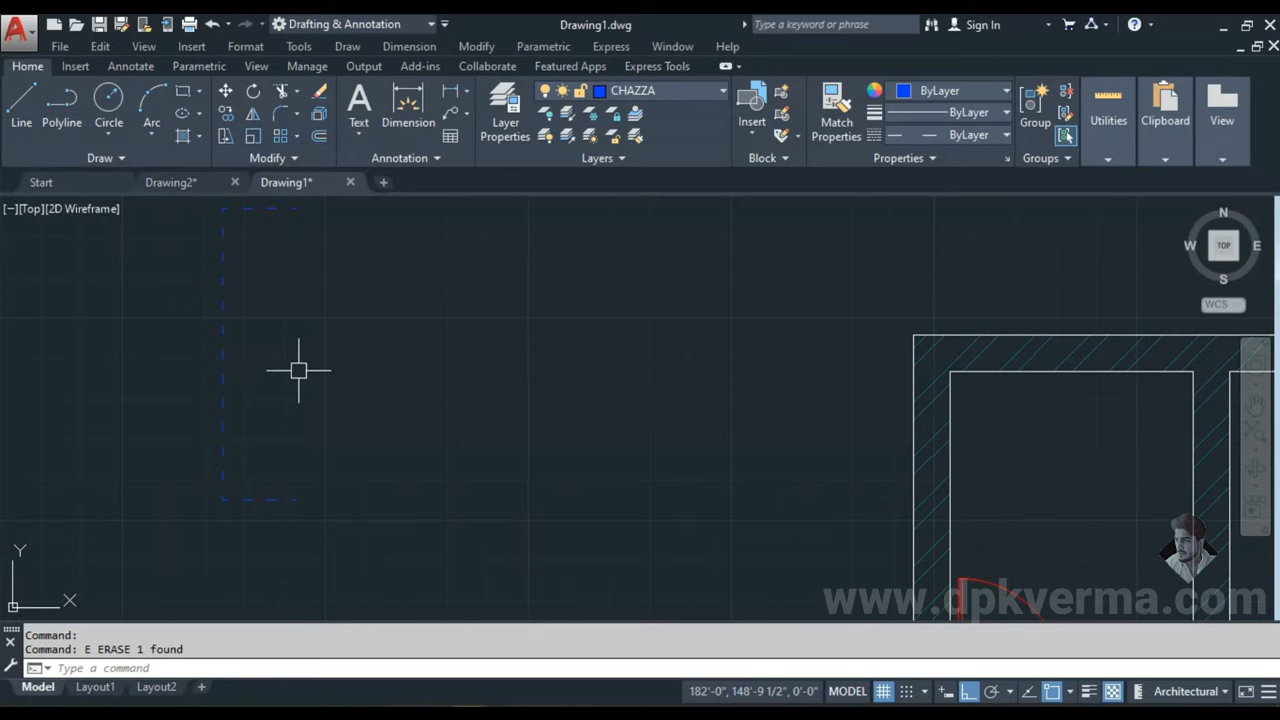 Drafting & Annotation
Drawing1.dwg
Type a keyword or phrase
Sign In
File Edit View Insert Format Tools Draw Dimension Modify Parametric Express Window Help
Home Insert Annotate Parametric View Manage Output Add-ins Collaborate Featured Apps Express Tools
CHAZZA
ByLayer
ByLayer
ByLayer
Line Polyline Circle Arc Text Dimension Layer Properties Insert Match Properties Group Utilities Clipboard View
Draw Modify Annotation Layers Block Properties Groups
Start Drawing2* Drawing1*
[−][Top][2D Wireframe]
N
W TOP E
S
WCS
Y
X
www.dpkverma.com
Command:
Command: E ERASE 1 found
Type a command
Model Layout1 Layout2
182'-0", 148'-9 1/2", 0'-0" MODEL Architectural